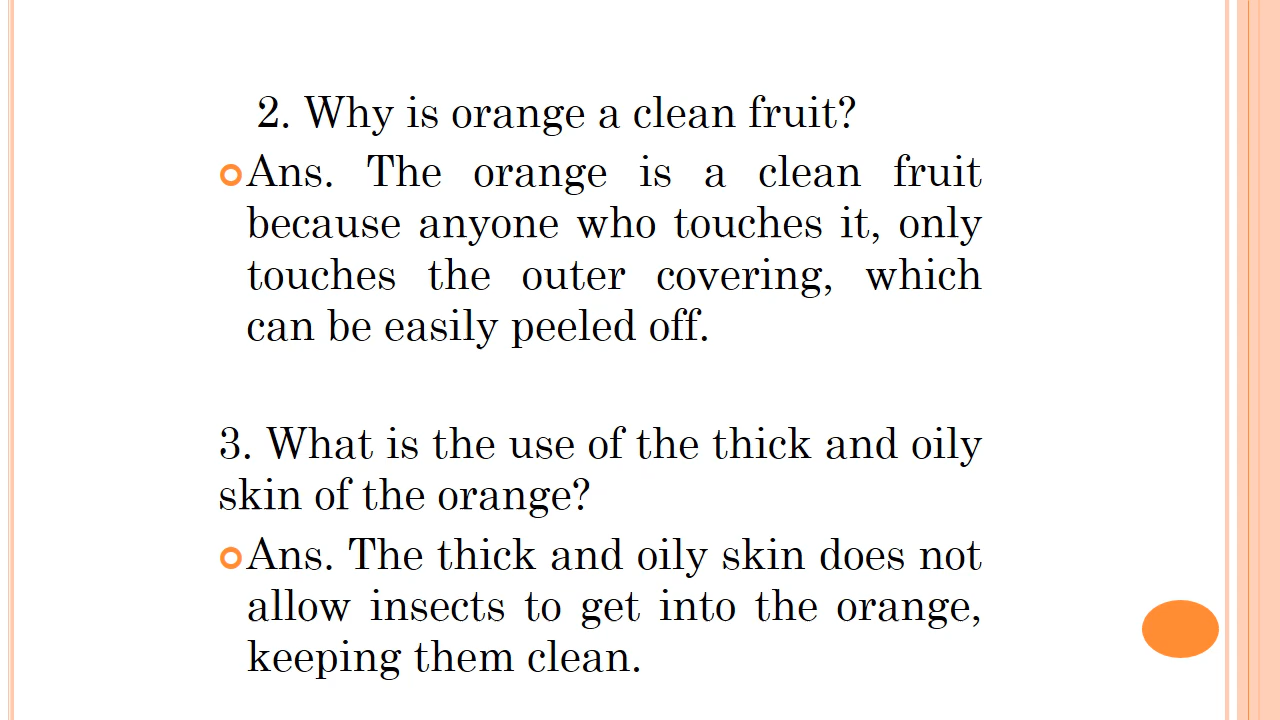 2. Why is orange a clean fruit?
Ans. The orange is a clean fruit
because anyone who touches it, only
touches the outer covering, which
can be easily peeled off.
3. What is the use of the thick and oily
skin of the orange?
Ans. The thick and oily skin does not
allow insects to get into the orange,
keeping them clean.